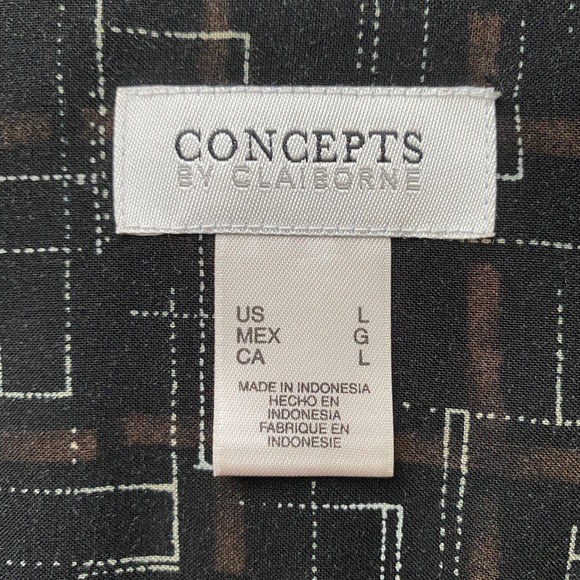 CONCEPTS
BY CLAIBORNE
US L
MEX G
CA L
MADE IN INDONESIA
HECHO EN
INDONESIA
FABRIQUE EN
INDONESIE